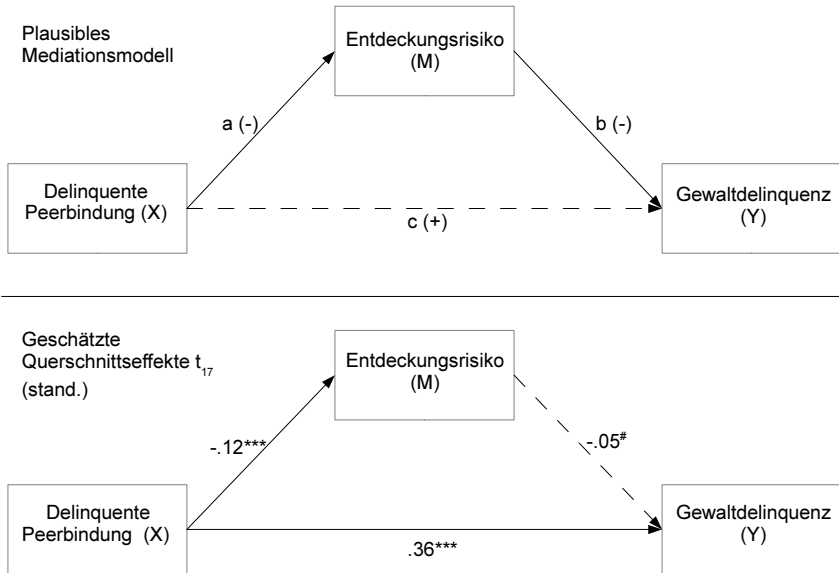 Plausibles
Mediationsmodell
Entdeckungsrisiko
(M)
a (-)
b (-)
Delinquente
Peerbindung (X)
c (+)
Gewaltdelinquenz
(Y)
Geschätzte
Querschnittseffekte t17
(stand.)
Entdeckungsrisiko
(M)
-.12***
-.05#
Delinquente
Peerbindung (X)
.36***
Gewaltdelinquenz
(Y)